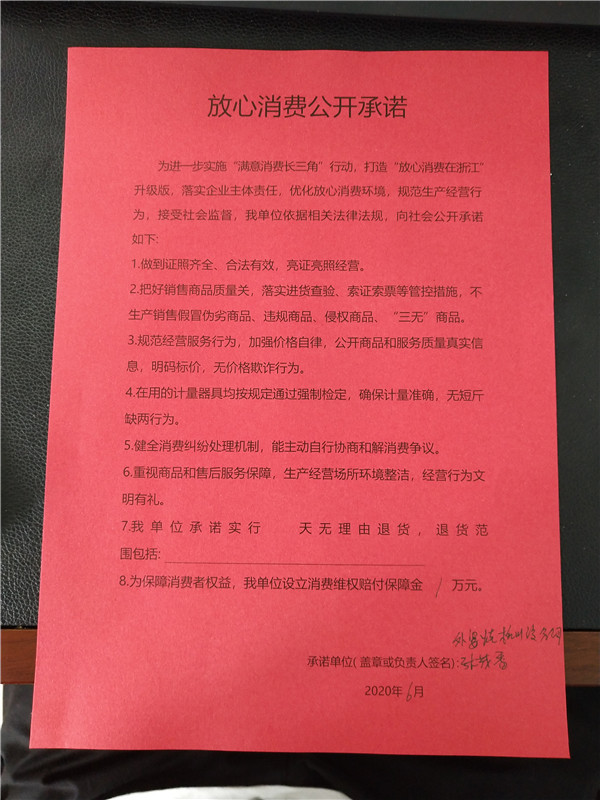 放心消费公开承诺
为进一步实施“满意消费长三角”行动，打造“放心消费在浙江”
升级版，落实企业主体责任，优化放心消费环境，规范生产经营行
为，接受社会监督，我单位依据相关法律法规，向社会公开承诺
如下:
1.做到证照齐全、合法有效，亮证亮照经营。
2.把好销售商品质量关，落实进货查验、索证索票等管控措施，不
生产销售假冒伪劣商品、违规商品、侵权商品、“三无”商品。
3.规范经营服务行为，加强价格自律，公开商品和服务质量真实信
息，明码标价，无价格欺诈行为。
4.在用的计量器具均按规定通过强制检定，确保计量准确，无短斤
缺两行为。
5.健全消费纠纷处理机制，能主动自行协商和解消费争议。
6.重视商品和售后服务保障，生产经营场所环境整洁，经营行为文
明有礼。
7.我单位承诺实行 天无理由退货，退货范
围包括:
8.为保障消费者权益，我单位设立消费维权赔付保障金 1 万元。
承诺单位(盖章或负责人签名):
2020年6月